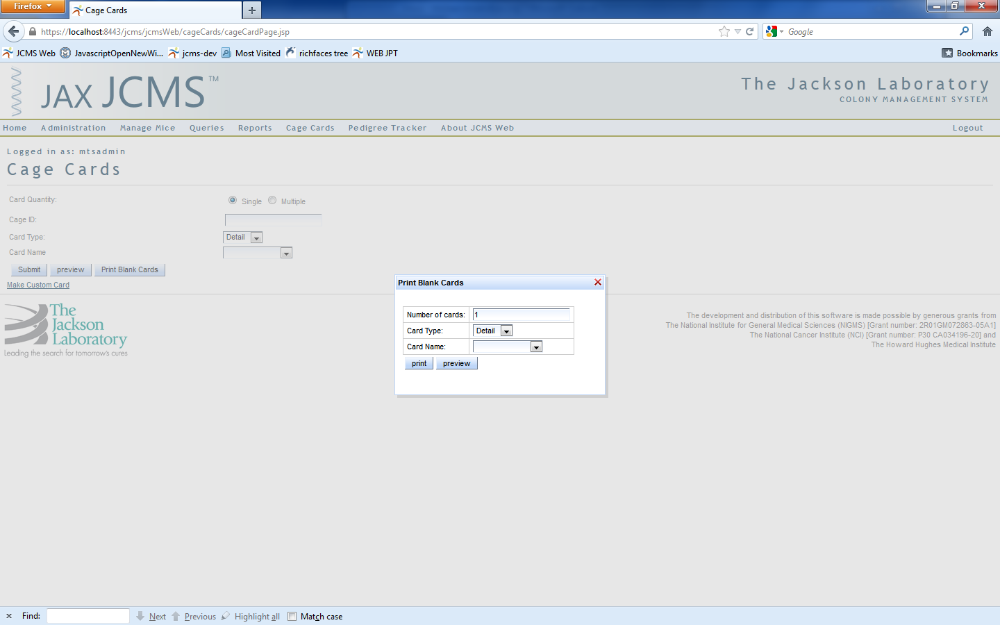 Firefox
Cage Cards
https://localhost:8443/jcms/jcmsWeb/cageCards/cageCardPage.jsp
Google
JCMS Web JavascriptOpenNewWi... jcms-dev Most Visited richfaces tree WEB JPT Bookmarks
JAX JCMS™
The Jackson Laboratory
COLONY MANAGEMENT SYSTEM
Home Administration Manage Mice Queries Reports Cage Cards Pedigree Tracker About JCMS Web Logout
Logged in as: mtsadmin
Cage Cards
Card Quantity: Single Multiple
Cage ID:
Card Type: Detail
Card Name
Submit preview Print Blank Cards
Make Custom Card
Print Blank Cards
Number of cards: 1
Card Type: Detail
Card Name:
print preview
The
Jackson
Laboratory
Leading the search for tomorrow's cures
The development and distribution of this software is made possible by generous grants from
The National Institute for General Medical Sciences (NIGMS) [Grant number: 2R01GM072863-05A1]
The National Cancer Institute (NCI) [Grant number: P30 CA034196-20] and
The Howard Hughes Medical Institute
x Find: Next Previous Highlight all Match case